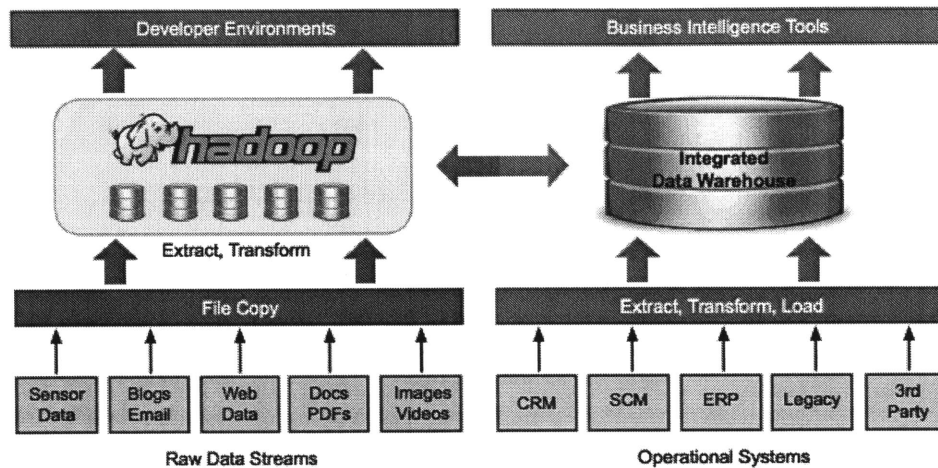 Developer Environments
Business Intelligence Tools
hadoop
Integrated
Data Warehouse
Extract, Transform
File Copy
Extract, Transform, Load
Sensor
Data
Blogs
Email
Web
Data
Docs
PDFs
Images
Videos
CRM
SCM
ERP
Legacy
3rd
Party
Raw Data Streams
Operational Systems